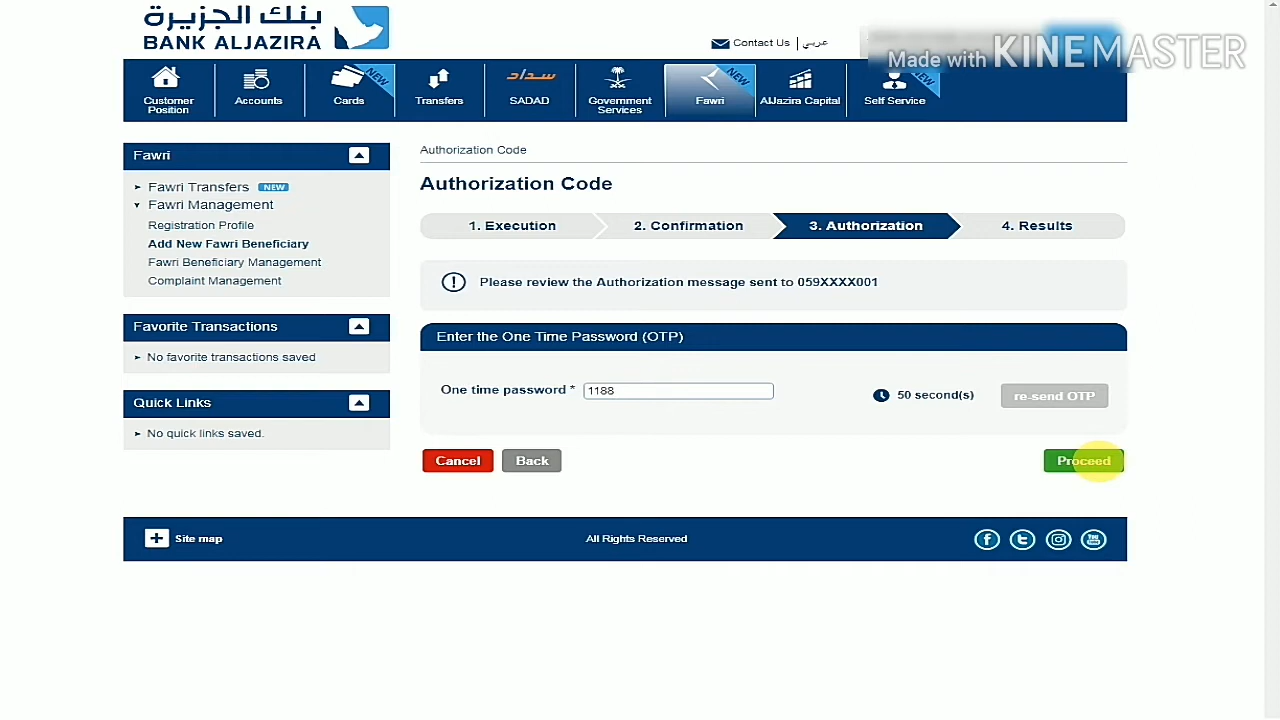 بنك الجزيرة
BANK ALJAZIRA
Contact Us | عربي
Made with KINEMASTER
Customer Position
Accounts
Cards
NEW
Transfers
سداد
SADAD
Government Services
Fawri
NEW
AlJazira Capital
Self Service
NEW
Fawri
Fawri Transfers NEW
Fawri Management
Registration Profile
Add New Fawri Beneficiary
Fawri Beneficiary Management
Complaint Management
Favorite Transactions
No favorite transactions saved
Quick Links
No quick links saved.
Authorization Code
Authorization Code
1. Execution
2. Confirmation
3. Authorization
4. Results
Please review the Authorization message sent to 059XXXX001
Enter the One Time Password (OTP)
One time password * 1188
50 second(s)
re-send OTP
Cancel
Back
Proceed
Site map
All Rights Reserved
You Tube